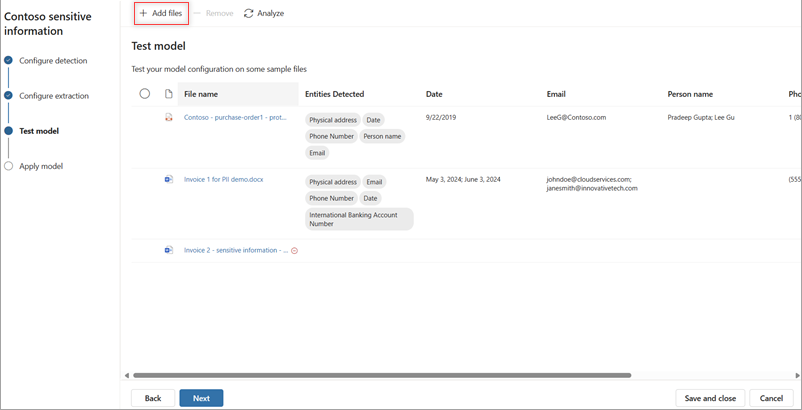 Contoso sensitive
information
Configure detection
Configure extraction
Test model
Apply model
+ Add files
Remove
Analyze
Test model
Test your model configuration on some sample files
File name
Entities Detected
Date
Email
Person name
Pho
Contoso - purchase-order1 - prot...
Physical address
Date
Phone Number
Person name
Email
9/22/2019
LeeG@Contoso.com
Pradeep Gupta; Lee Gu
1 (80
Invoice 1 for PII demo.docx
Physical address
Email
Phone Number
Date
International Banking Account
Number
May 3, 2024; June 3, 2024
johndoe@cloudservices.com;
janesmith@innovativetech.com
(555
Invoice 2 - sensitive information - ...
Back
Next
Save and close
Cancel